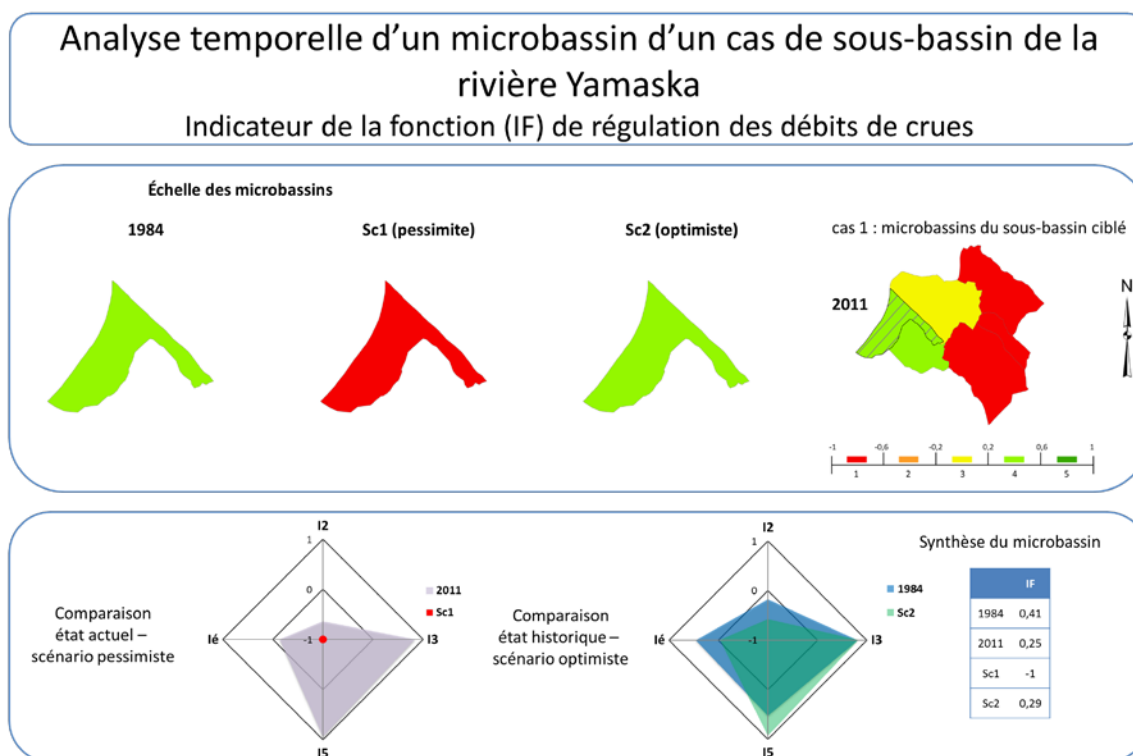 Analyse temporelle d’un microbassin d’un cas de sous-bassin de la
rivière Yamaska
Indicateur de la fonction (IF) de régulation des débits de crues
Échelle des microbassins
1984
Sc1 (pessimite)
Sc2 (optimiste)
cas 1 : microbassins du sous-bassin ciblé
2011
N
-1 -0,6 -0,2 0,2 0,6 1
1 2 3 4 5
Comparaison
état actuel –
scénario pessimiste
I2
1
0
-1
Ié
I3
I5
2011
Sc1
Comparaison
état historique –
scénario optimiste
I2
1
0
-1
Ié
I3
I5
1984
Sc2
Synthèse du microbassin
IF
1984 0,41
2011 0,25
Sc1 -1
Sc2 0,29